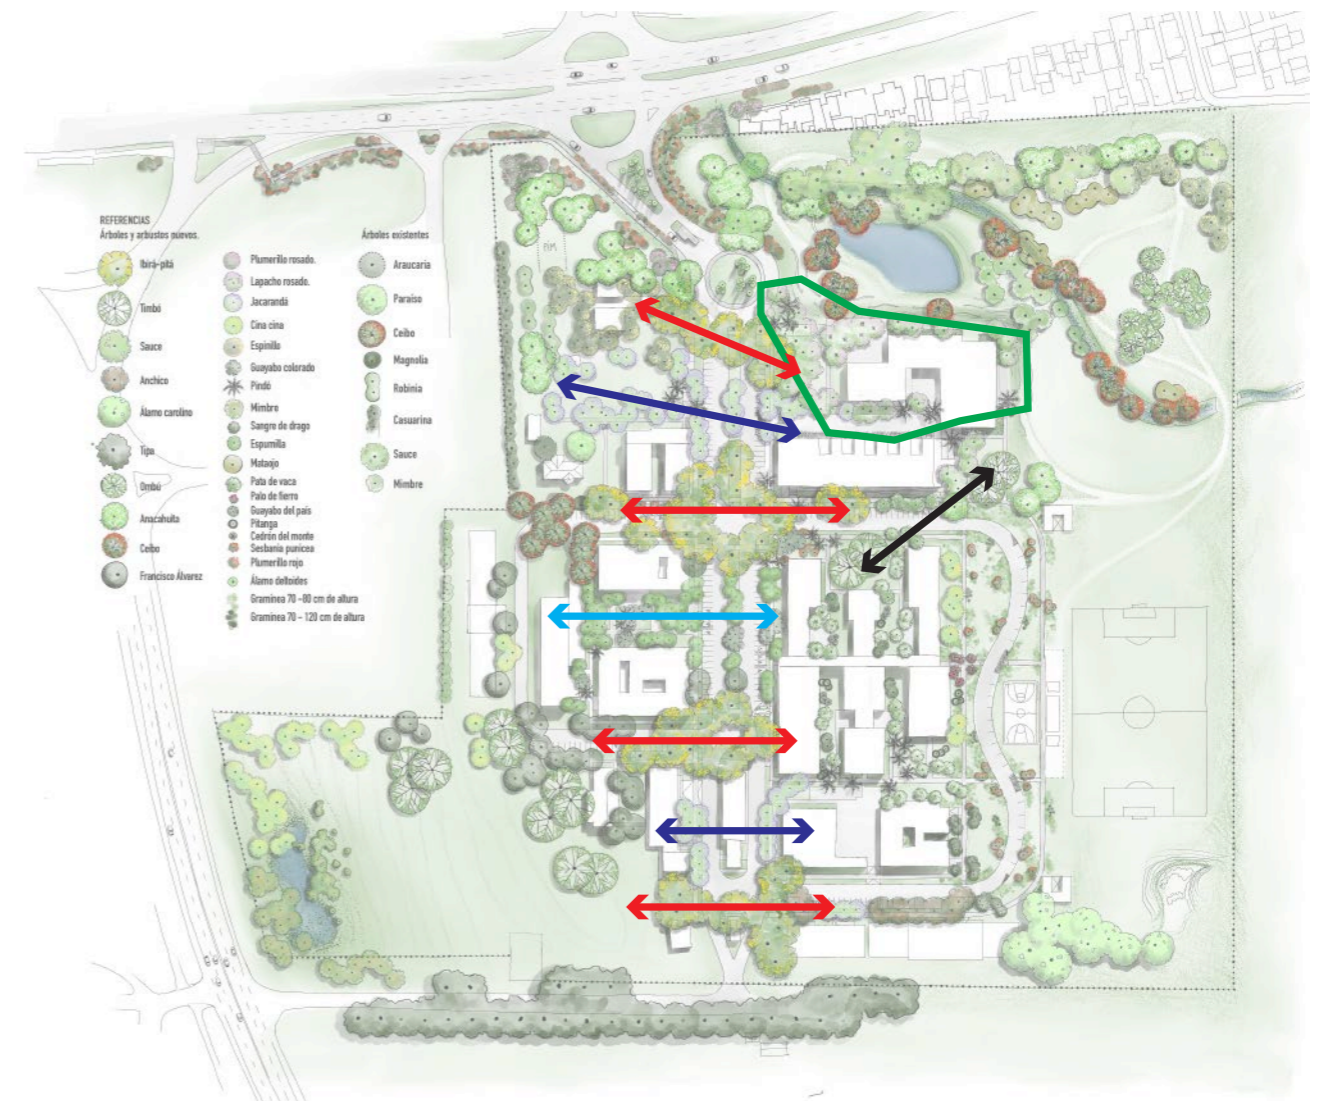 REFERENCIAS
Árboles y arbustos nuevos.
Ibirá-pitá
Timbó
Sauce
Anchico
Álamo carolino
Tipa
Ombú
Anacahuita
Ceibo
Francisco Álvarez
Plumerillo rosado.
Lapacho rosado.
Jacarandá
Cina cina
Espinillo
Guayabo colorado
Pindó
Mimbre
Sangre de drago
Espumilla
Mataojo
Pata de vaca
Palo de fierro
Guayabo del país
Pitanga
Cedrón del monte
Sesbania punicea
Plumerillo rojo
Álamo deltoides
Gramínea 70 -80 cm de altura
Gramínea 70 - 120 cm de altura
Árboles existentes
Araucaria
Paraíso
Ceibo
Magnolia
Robinia
Casuarina
Sauce
Mimbre